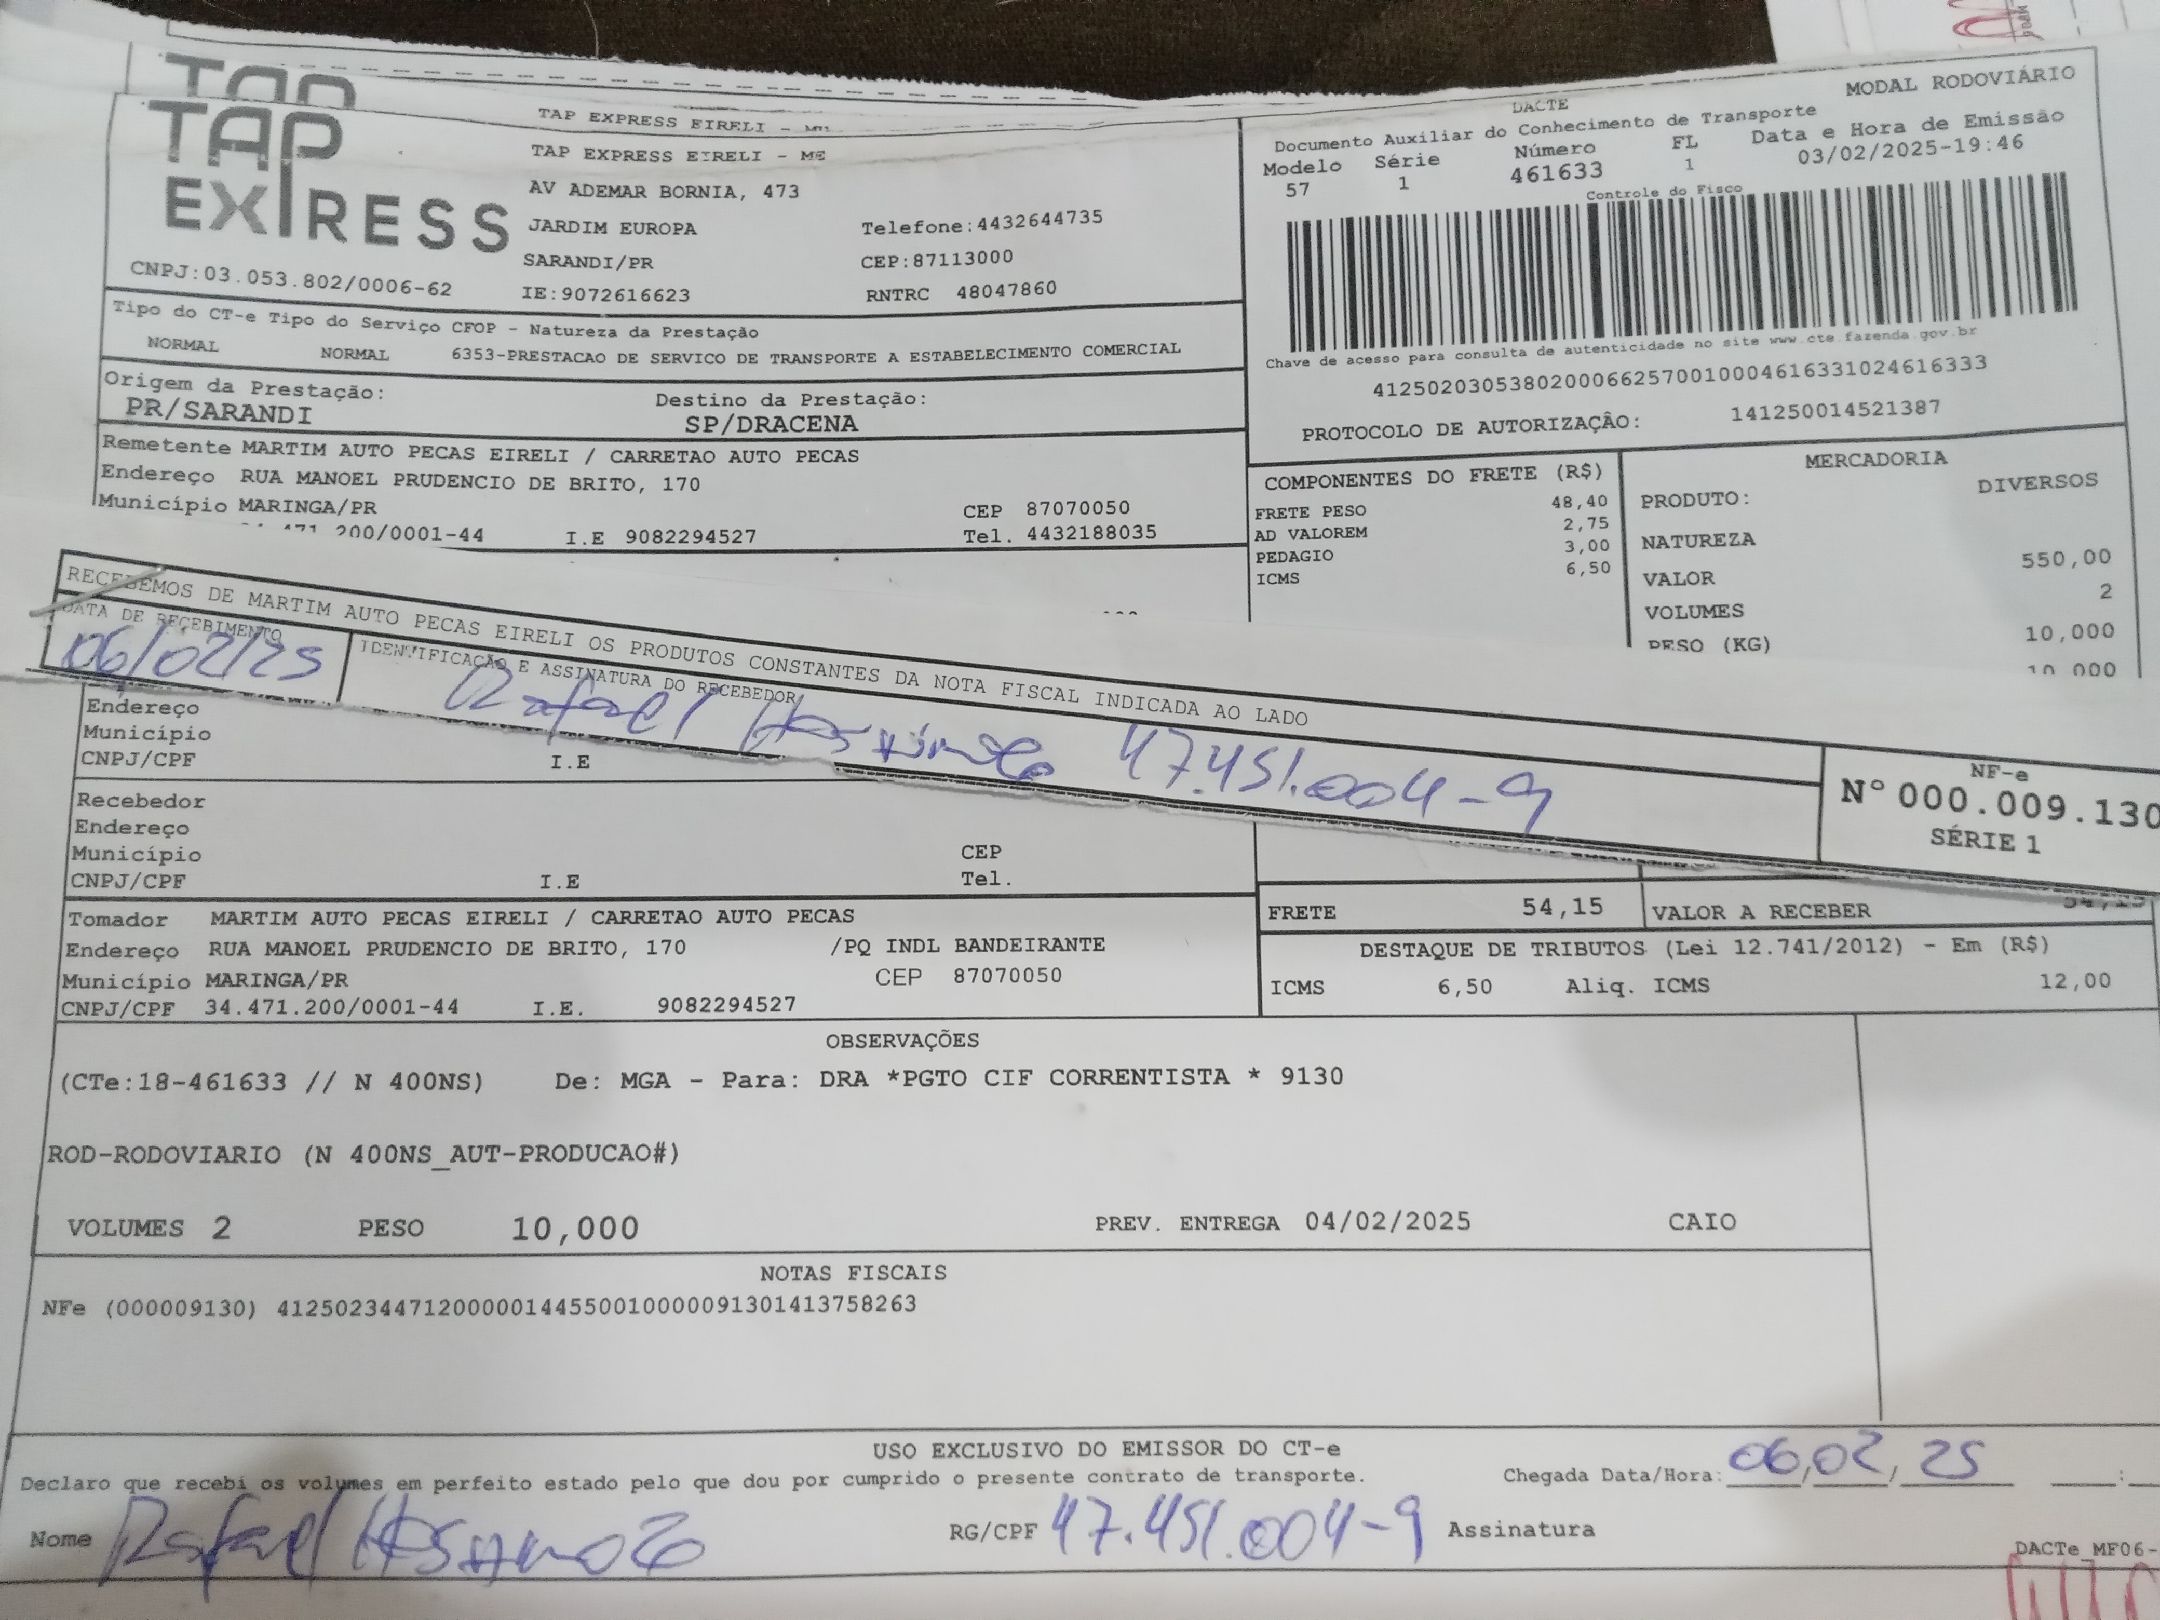 TAP
TAP EXPRESS
TAP EXPRESS EIRELI -
TAP EXPRESS EIRELI - ME
AV ADEMAR BORNIA, 473
JARDIM EUROPA Telefone:4432644735
SARANDI/PR CEP:87113000
CNPJ:03.053.802/0006-62 IE:9072616623 RNTRC 48047860
MODAL RODOVIÁRIO
DACTE
Documento Auxiliar do Conhecimento de Transporte
Modelo Série Número FL Data e Hora de Emissão
57 1 461633 1 03/02/2025-19:46
Controle do Fisco
Chave de acesso para consulta de autenticidade no site www.cte.fazenda.gov.br
41250203053802000662570010004616331024616333
PROTOCOLO DE AUTORIZAÇÃO: 141250014521387
Tipo do CT-e Tipo do Serviço CFOP - Natureza da Prestação
NORMAL NORMAL 6353-PRESTACAO DE SERVICO DE TRANSPORTE A ESTABELECIMENTO COMERCIAL
Origem da Prestação: Destino da Prestação:
PR/SARANDI SP/DRACENA
Remetente MARTIM AUTO PECAS EIRELI / CARRETAO AUTO PECAS
Endereço RUA MANOEL PRUDENCIO DE BRITO, 170
Município MARINGA/PR CEP 87070050
34.471.200/0001-44 I.E 9082294527 Tel. 4432188035
COMPONENTES DO FRETE (R$)
FRETE PESO 48,40
AD VALOREM 2,75
PEDAGIO 3,00
ICMS 6,50
MERCADORIA
PRODUTO: DIVERSOS
NATUREZA
VALOR 550,00
VOLUMES 2
PESO (KG) 10,000
10,000
RECEBEMOS DE MARTIM AUTO PECAS EIRELI OS PRODUTOS CONSTANTES DA NOTA FISCAL INDICADA AO LADO
DATA DE RECEBIMENTO IDENTIFICAÇÃO E ASSINATURA DO RECEBEDOR
06/02/25 Rafael 47.451.004-9
NF-e
Nº 000.009.130
SÉRIE 1
Endereço
Município
CNPJ/CPF I.E
Recebedor
Endereço
Município CEP
CNPJ/CPF I.E Tel.
Tomador MARTIM AUTO PECAS EIRELI / CARRETAO AUTO PECAS
Endereço RUA MANOEL PRUDENCIO DE BRITO, 170 /PQ INDL BANDEIRANTE
Município MARINGA/PR CEP 87070050
CNPJ/CPF 34.471.200/0001-44 I.E. 9082294527
FRETE 54,15 VALOR A RECEBER 54,15
DESTAQUE DE TRIBUTOS (Lei 12.741/2012) - Em (R$)
ICMS 6,50 Aliq. ICMS 12,00
OBSERVAÇÕES
(CTe:18-461633 // N 400NS) De: MGA - Para: DRA *PGTO CIF CORRENTISTA * 9130
ROD-RODOVIARIO (N 400NS_AUT-PRODUCAO#)
VOLUMES 2 PESO 10,000 PREV. ENTREGA 04/02/2025 CAIO
NOTAS FISCAIS
NFe (000009130) 41250234471200000144550010000091301413758263
USO EXCLUSIVO DO EMISSOR DO CT-e
Declaro que recebi os volumes em perfeito estado pelo que dou por cumprido o presente contrato de transporte. Chegada Data/Hora: 06/02/25 :
Nome Rafael RG/CPF 47.451.004-9 Assinatura
DACTe_MF06-